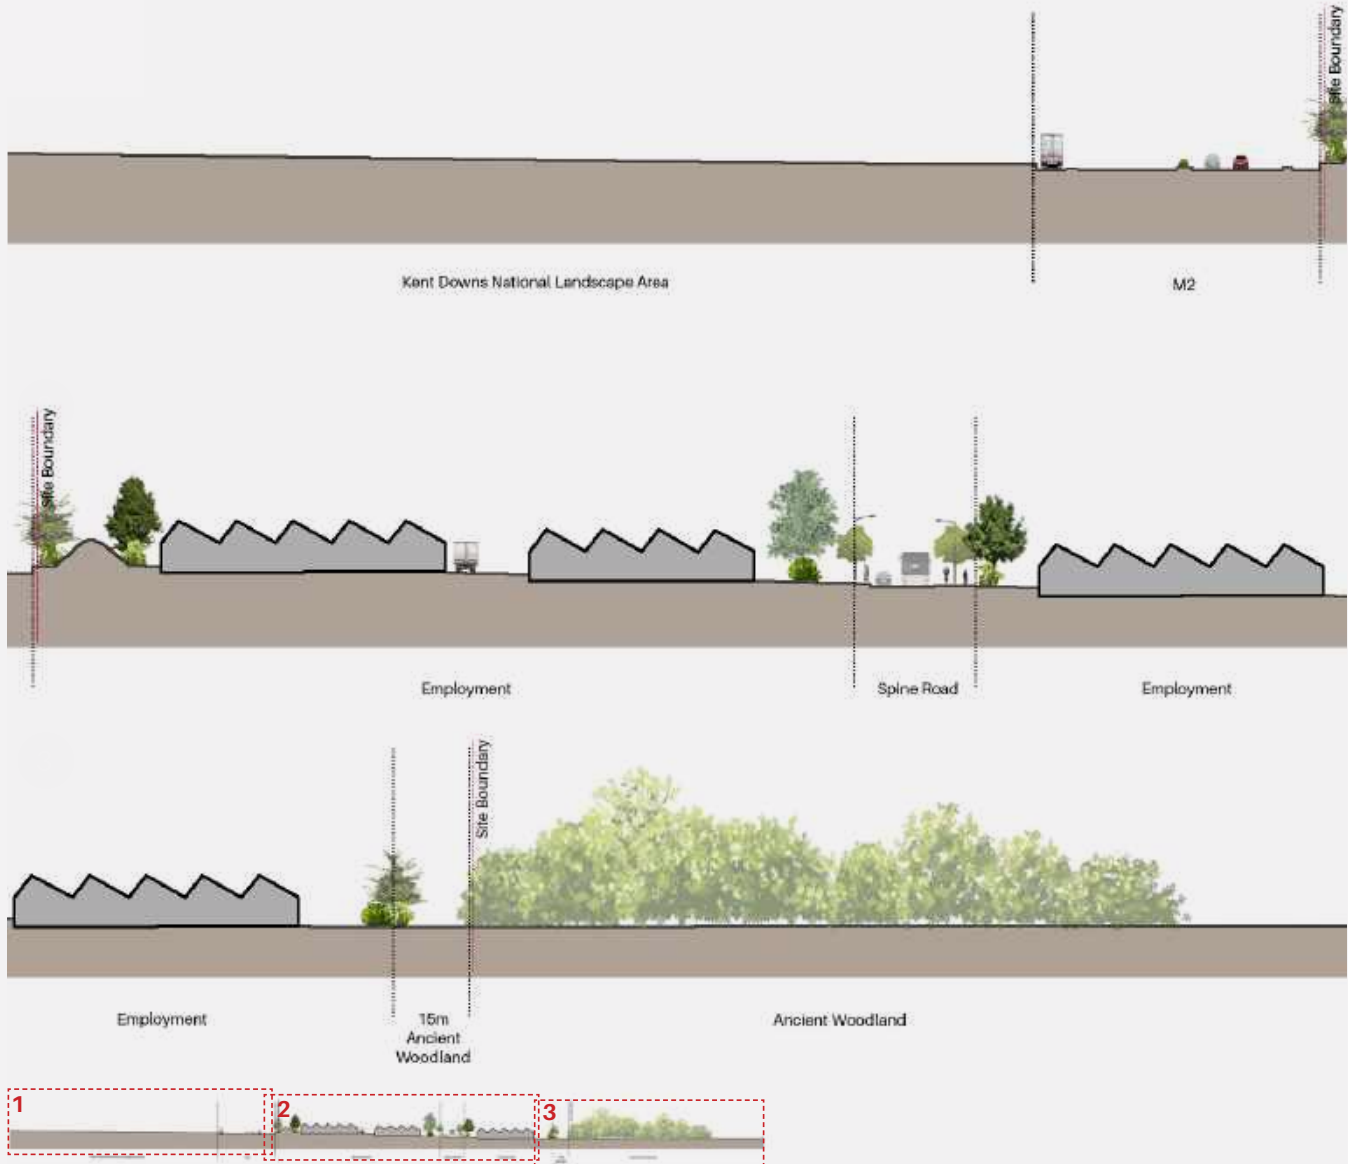 Site Boundary
Kent Downs National Landscape Area
M2
Site Boundary
Employment
Spine Road
Employment
Site Boundary
Employment
15m
Ancient
Woodland
Ancient Woodland
1
2
3